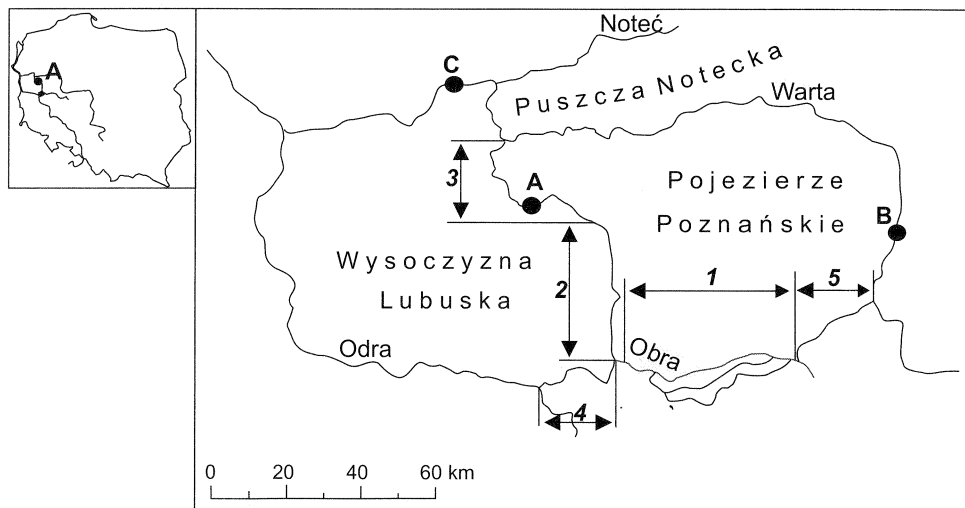 A
Noteć
C
Puszcza Notecka
Warta
3
A
Pojezierze
Poznańskie
B
Wysoczyzna
Lubuska
2
1
5
Odra
Obra
4
0 20 40 60 km